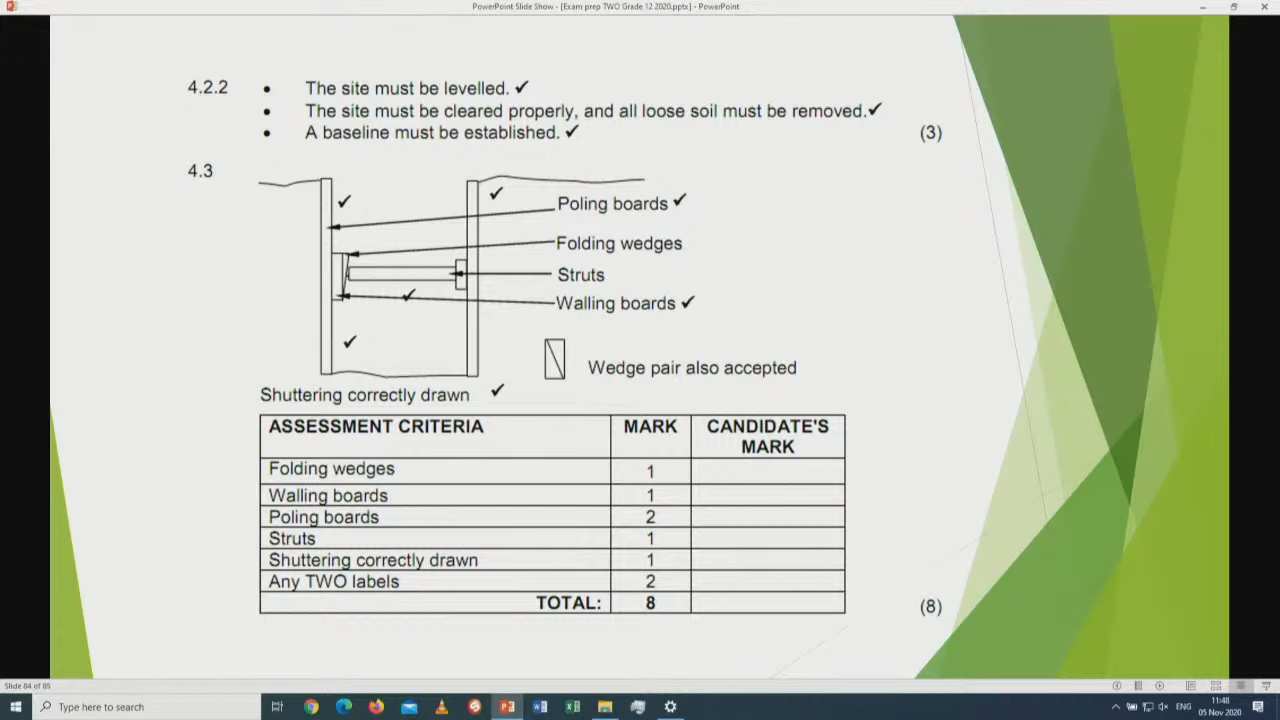 PowerPoint Slide Show - [Exam prep TWO Grade 12 2020.pptx] - PowerPoint
4.2.2
• The site must be levelled. ✓
• The site must be cleared properly, and all loose soil must be removed. ✓
• A baseline must be established. ✓ (3)
4.3
Poling boards ✓
Folding wedges
Struts
Walling boards ✓
Wedge pair also accepted
Shuttering correctly drawn ✓
ASSESSMENT CRITERIA MARK CANDIDATE'S MARK
Folding wedges 1
Walling boards 1
Poling boards 2
Struts 1
Shuttering correctly drawn 1
Any TWO labels 2
TOTAL: 8
(8)
Slide 84 of 85
Type here to search
ENG
11:48
05 Nov 2020